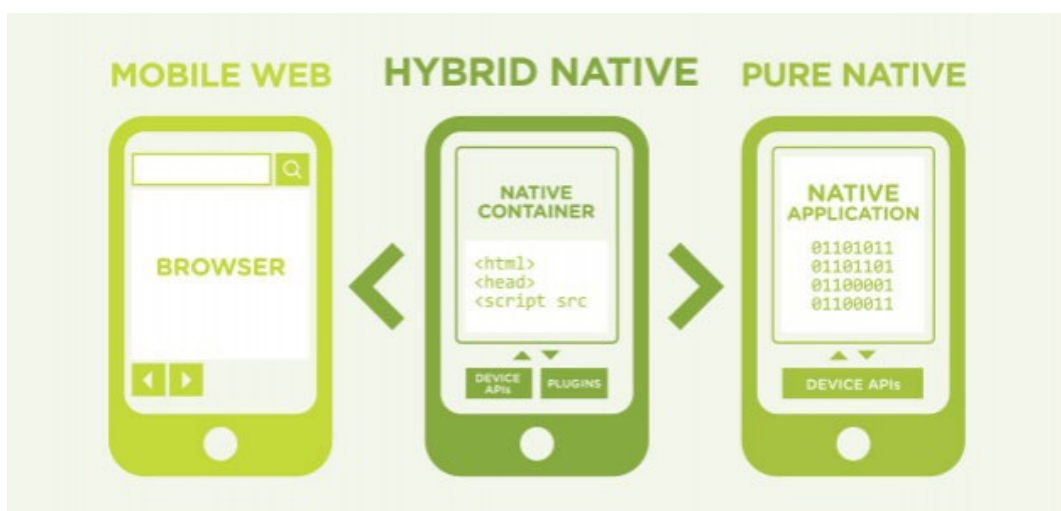 MOBILE WEB
HYBRID NATIVE
PURE NATIVE
BROWSER
NATIVE
CONTAINER
<html>
<head>
<script src
DEVICE
APIs
PLUGINS
NATIVE
APPLICATION
01101011
01101101
01100001
01100011
DEVICE APIs